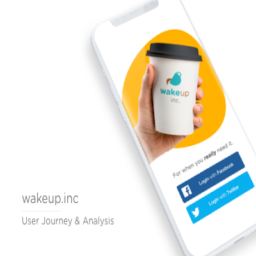 wakeup
inc.
For when you really need it.
Login with Facebook
Login with Twitter
wakeup.inc
User Journey & Analysis